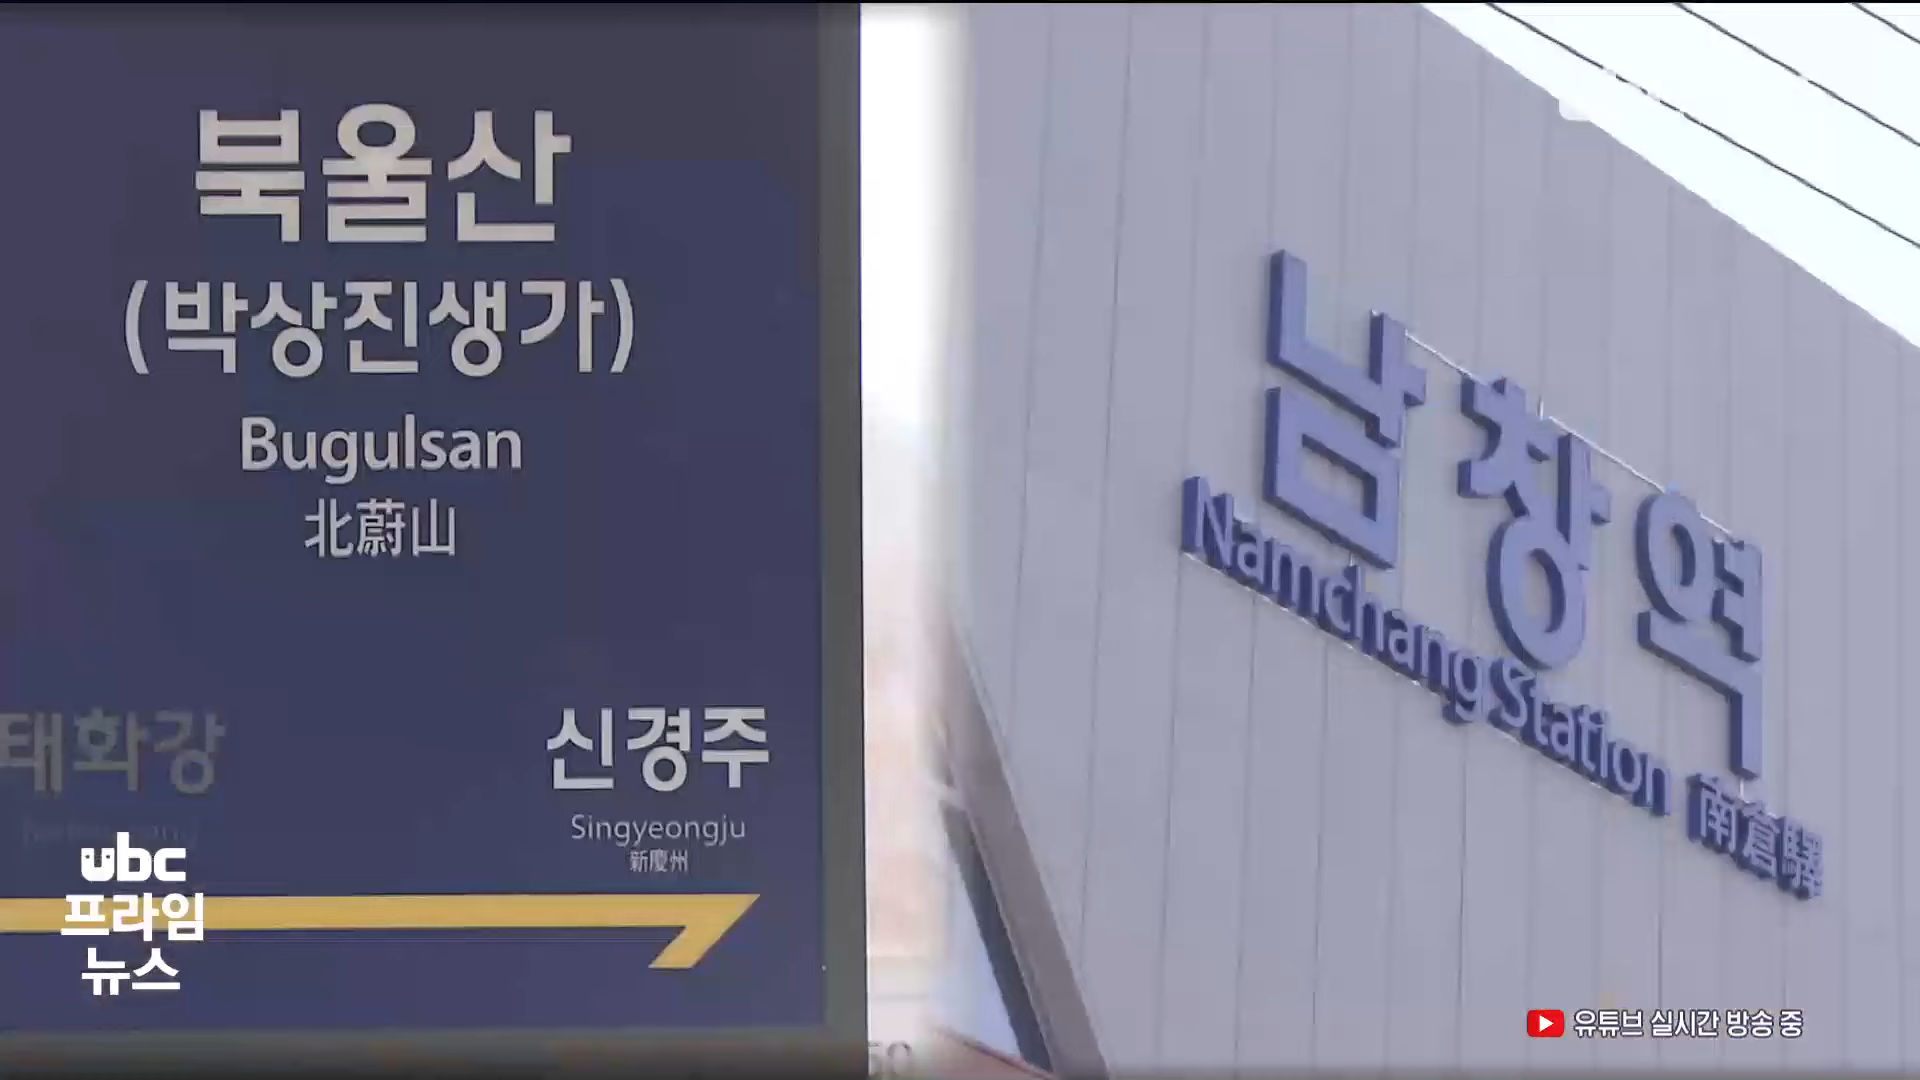 북울산
(박상진생가)
Bugulsan
北蔚山
태화강
신경주
Singyeongju
新慶州
남창역
Namchang Station 南倉驛
ubc
프라임
뉴스
유튜브 실시간 방송 중